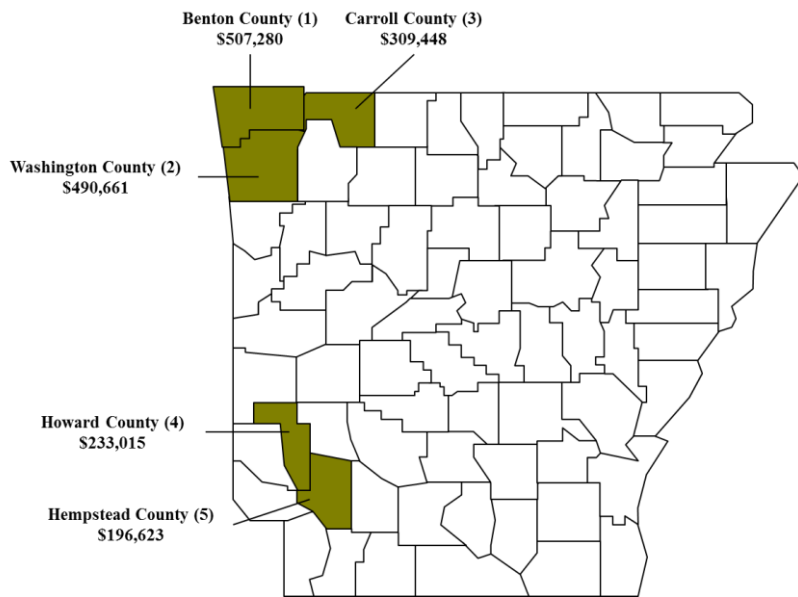 Benton County (1)
$507,280
Carroll County (3)
$309,448
Washington County (2)
$490,661
Howard County (4)
$233,015
Hempstead County (5)
$196,623